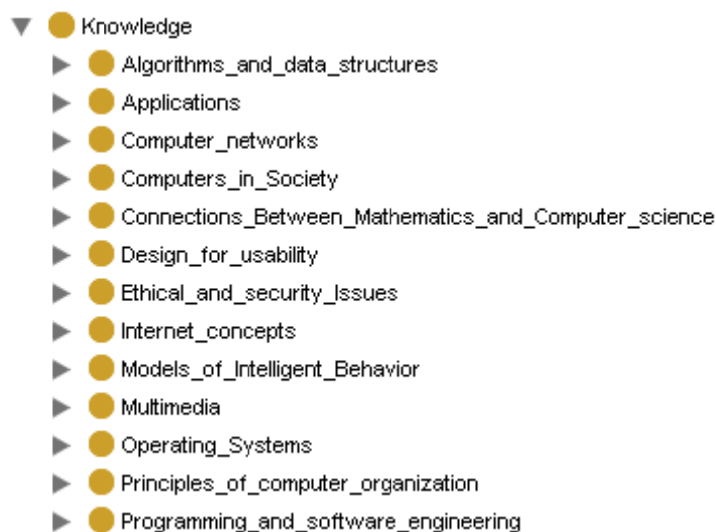 Knowledge
Algorithms_and_data_structures
Applications
Computer_networks
Computers_in_Society
Connections_Between_Mathematics_and_Computer_science
Design_for_usability
Ethical_and_security_Issues
Internet_concepts
Models_of_Intelligent_Behavior
Multimedia
Operating_Systems
Principles_of_computer_organization
Programming_and_software_engineering